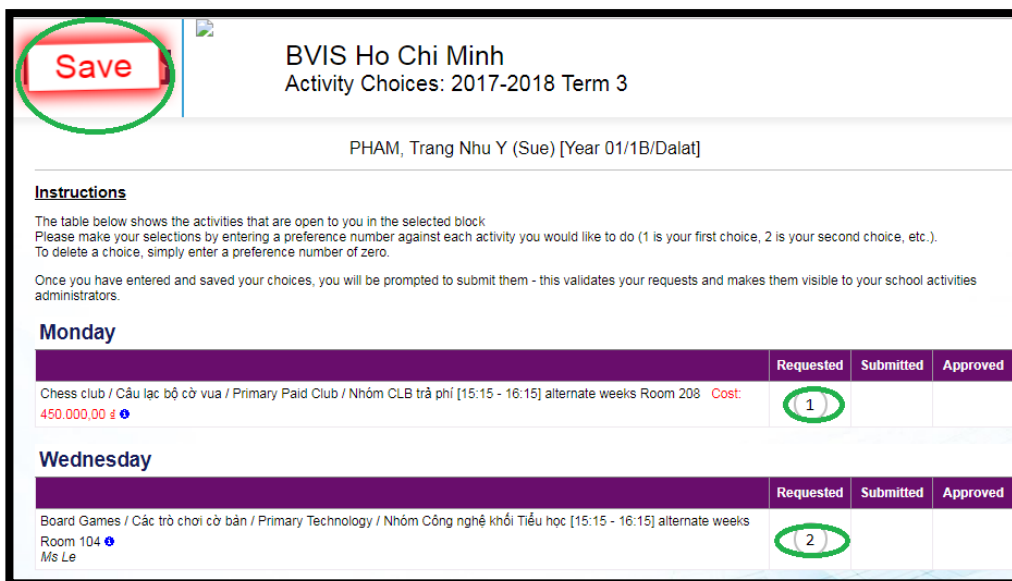 Save
BVIS Ho Chi Minh
Activity Choices: 2017-2018 Term 3
PHAM, Trang Nhu Y (Sue) [Year 01/1B/Dalat]
Instructions
The table below shows the activities that are open to you in the selected block
Please make your selections by entering a preference number against each activity you would like to do (1 is your first choice, 2 is your second choice, etc.).
To delete a choice, simply enter a preference number of zero.
Once you have entered and saved your choices, you will be prompted to submit them - this validates your requests and makes them visible to your school activities
administrators.
Monday
Requested Submitted Approved
Chess club / Câu lạc bộ cờ vua / Primary Paid Club / Nhóm CLB trả phí [15:15 - 16:15] alternate weeks Room 208 Cost:
450.000,00 ₫
1
Wednesday
Requested Submitted Approved
Board Games / Các trò chơi cờ bàn / Primary Technology / Nhóm Công nghệ khối Tiểu học [15:15 - 16:15] alternate weeks
Room 104
2
Ms Le